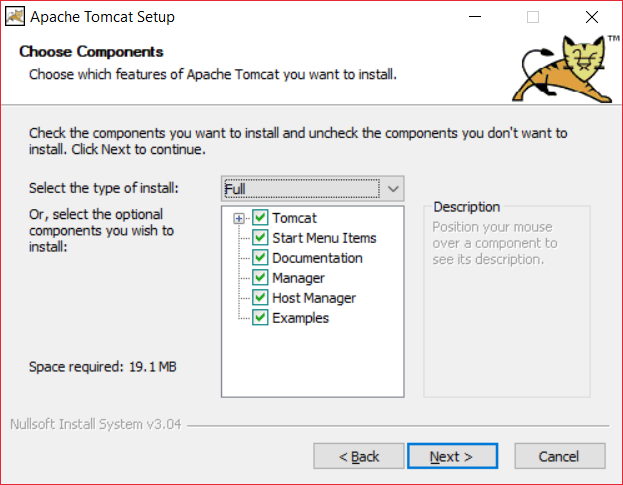 Apache Tomcat Setup
Choose Components
Choose which features of Apache Tomcat you want to install.
TM
Check the components you want to install and uncheck the components you don't want to
install. Click Next to continue.
Select the type of install:
Full
Or, select the optional
components you wish to
install:
Tomcat
Start Menu Items
Documentation
Manager
Host Manager
Examples
Description
Position your mouse
over a component to
see its description.
Space required: 19.1 MB
Nullsoft Install System v3.04
< Back
Next >
Cancel